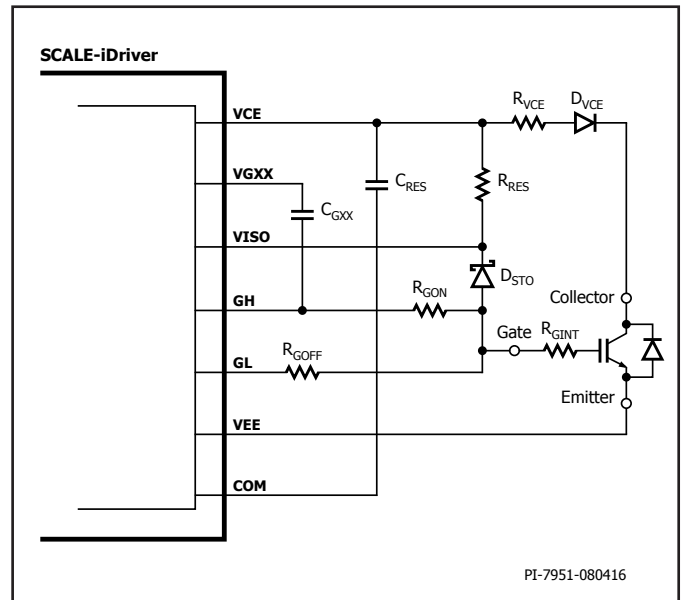 SCALE-iDriver
VCE
RVCE
DVCE
VGXX
CRES
RRES
CGXX
VISO
DSTO
GH
RGON
Collector
Gate
RGINT
GL
RGOFF
Emitter
VEE
COM
PI-7951-080416